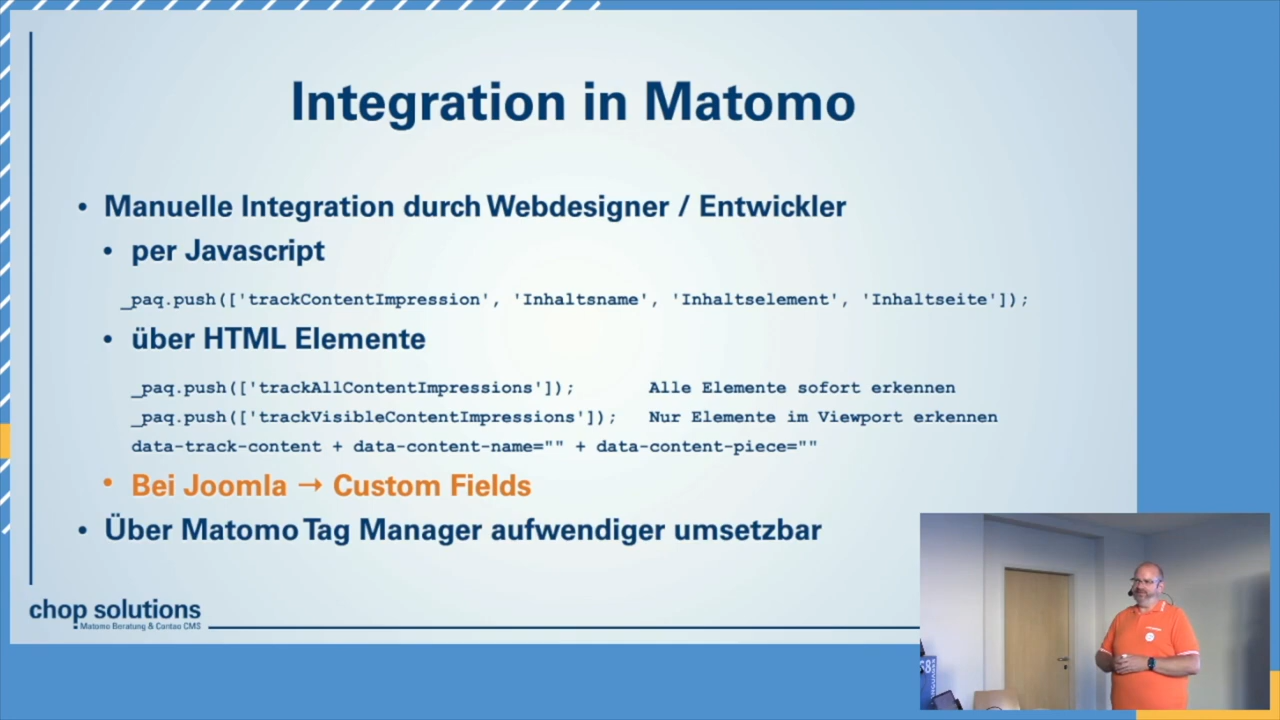 Integration in Matomo
• Manuelle Integration durch Webdesigner / Entwickler
• per Javascript
_paq.push(['trackContentImpression', 'Inhaltsname', 'Inhaltselement', 'Inhaltseite']);
• über HTML Elemente
_paq.push(['trackAllContentImpressions']); Alle Elemente sofort erkennen
_paq.push(['trackVisibleContentImpressions']); Nur Elemente im Viewport erkennen
data-track-content + data-content-name="" + data-content-piece=""
• Bei Joomla → Custom Fields
• Über Matomo Tag Manager aufwendiger umsetzbar
chop solutions
Matomo Beratung & Contao CMS